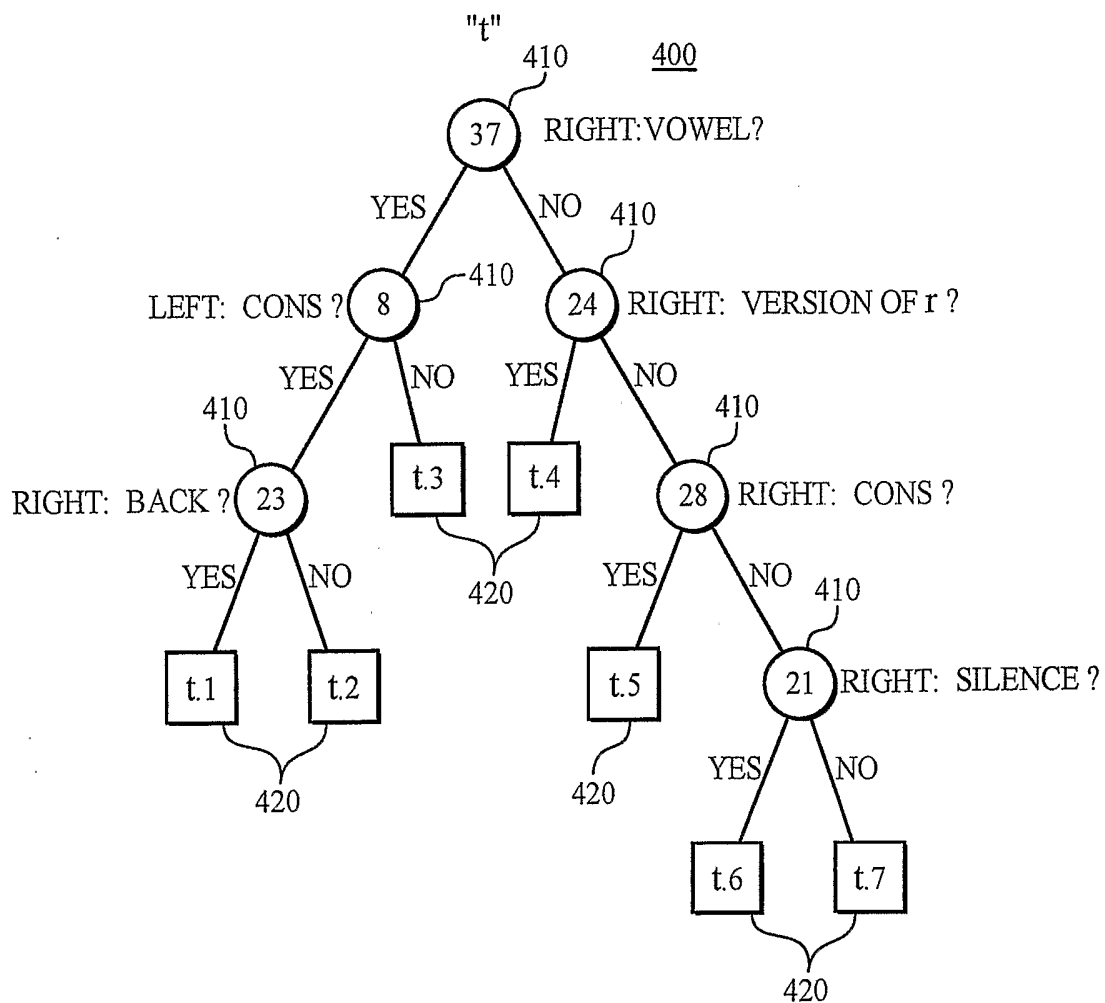 "t"
410
400
37
RIGHT:VOWEL?
YES
NO
410
410
LEFT: CONS ?
8
24
RIGHT: VERSION OF r ?
YES
NO
YES
NO
410
410
t.3
t.4
RIGHT: BACK ?
23
28
RIGHT: CONS ?
420
YES
NO
YES
NO
410
t.1
t.2
t.5
21
RIGHT: SILENCE ?
420
420
YES
NO
t.6
t.7
420